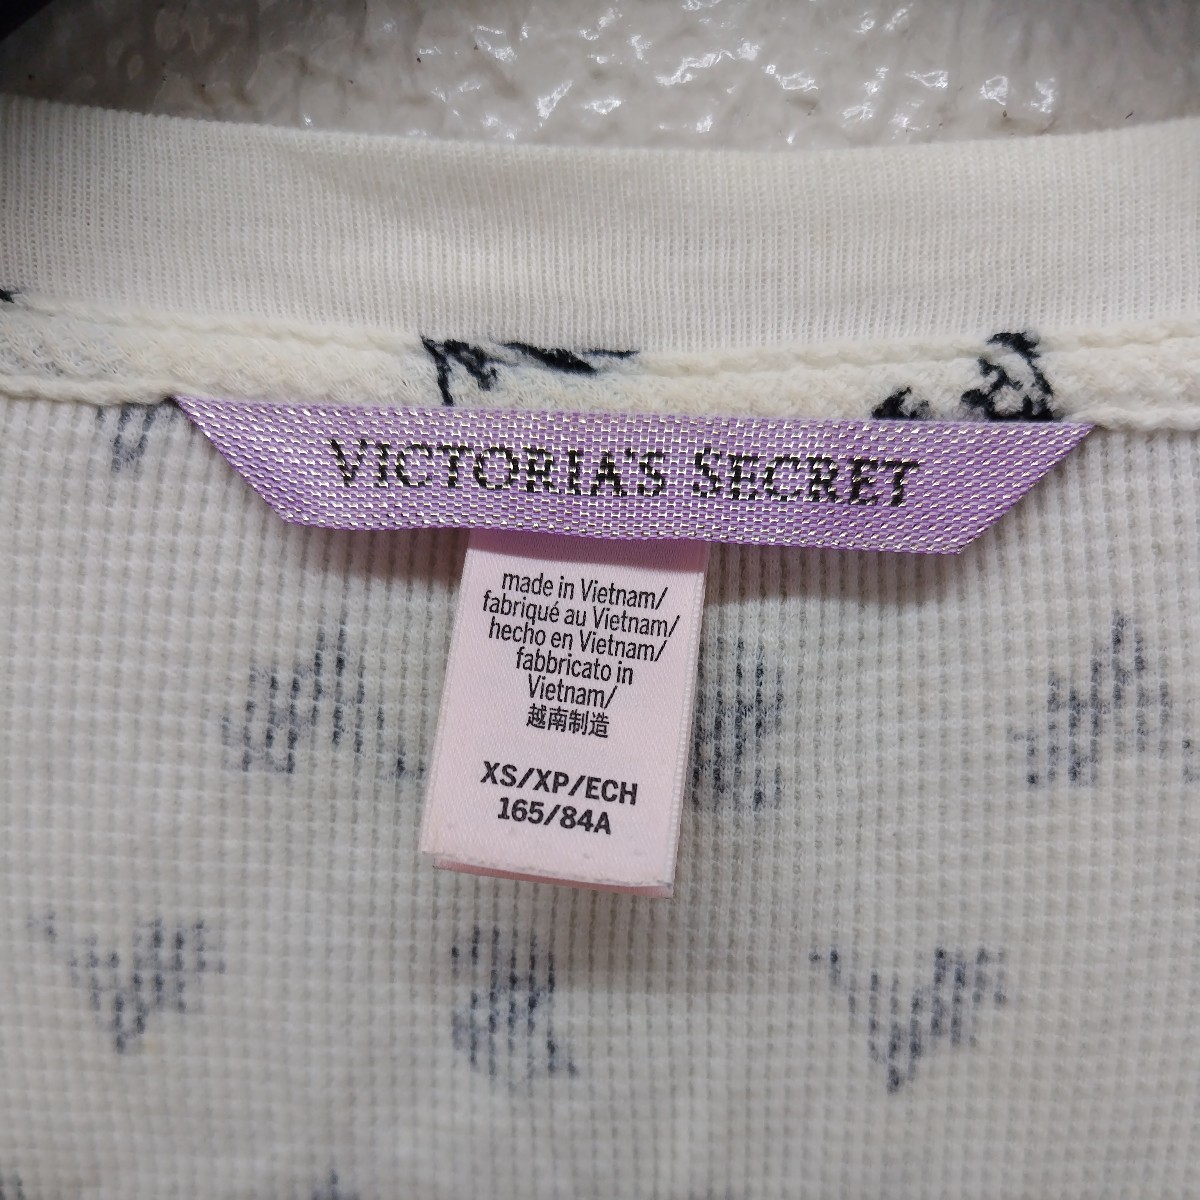 VICTORIA'S SECRET
made in Vietnam/
fabriqué au Vietnam/
hecho en Vietnam/
fabbricato in
Vietnam/
越南制造
XS/XP/ECH
165/84A